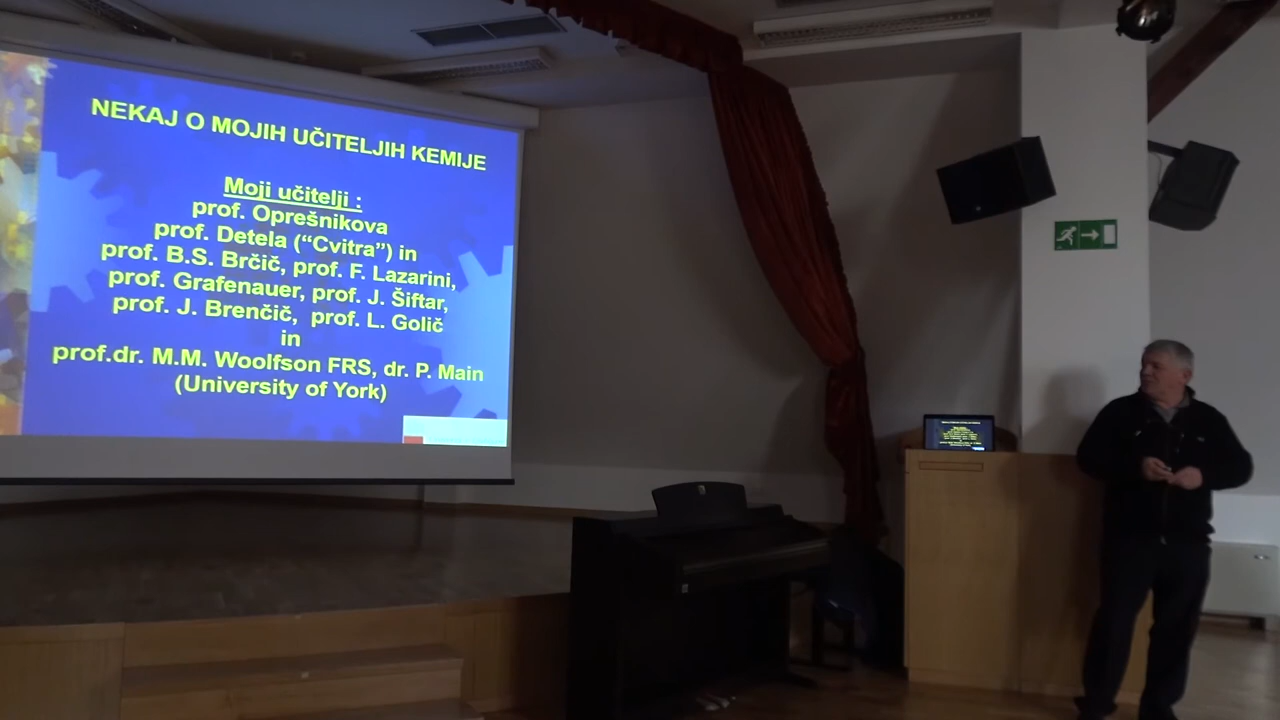 NEKAJ O MOJIH UČITELJIH KEMIJE
Moji učitelji :
prof. Oprešnikova
prof. Detela (“Cvitra”) in
prof. B.S. Brčič, prof. F. Lazarini,
prof. Grafenauer, prof. J. Šiftar,
prof. J. Brenčič, prof. L. Golič
in
prof.dr. M.M. Woolfson FRS, dr. P. Main
(University of York)